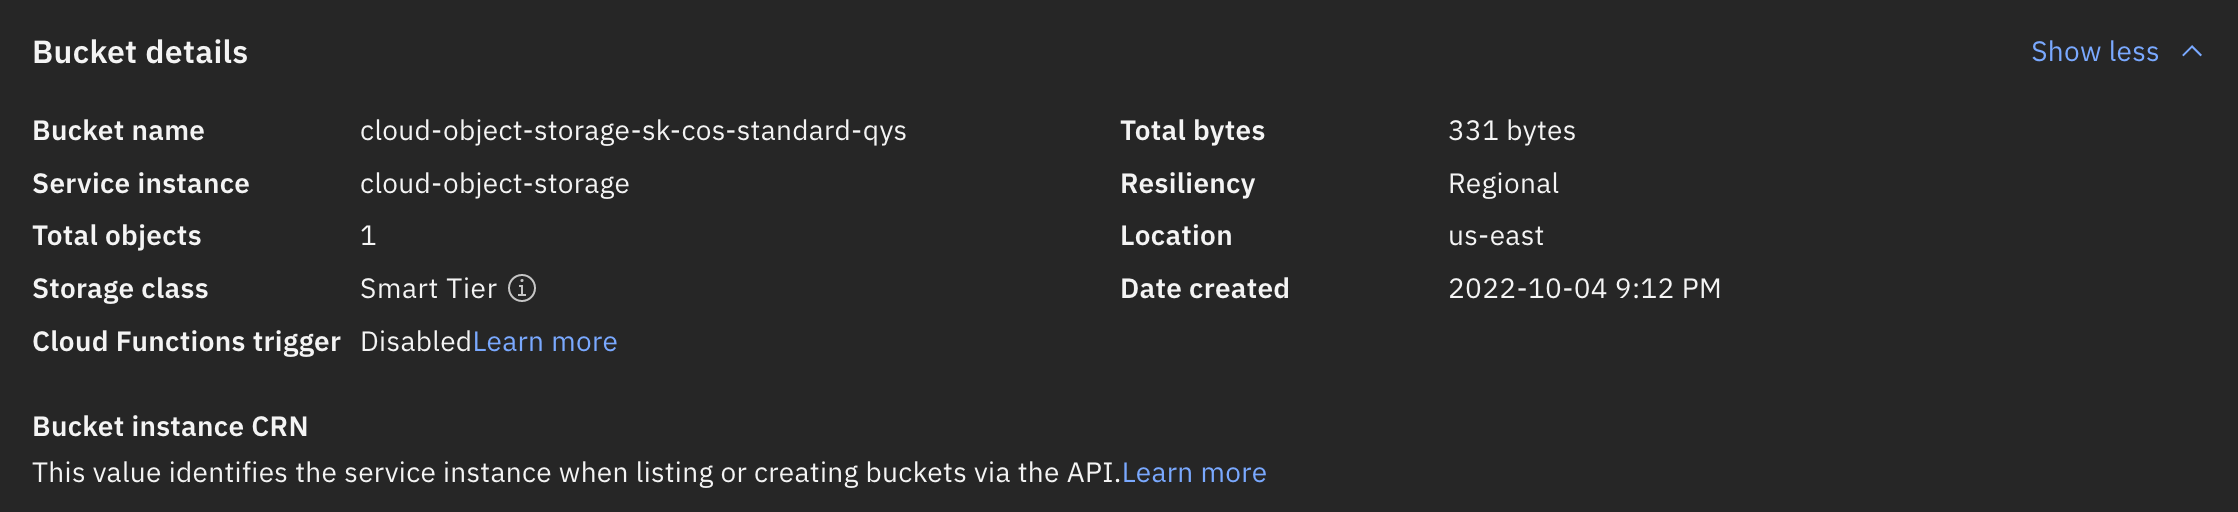 Bucket details
Show less
Bucket name cloud-object-storage-sk-cos-standard-qys
Total bytes 331 bytes
Service instance cloud-object-storage
Resiliency Regional
Total objects 1
Location us-east
Storage class Smart Tier
Date created 2022-10-04 9:12 PM
Cloud Functions trigger DisabledLearn more
Bucket instance CRN
This value identifies the service instance when listing or creating buckets via the API.Learn more